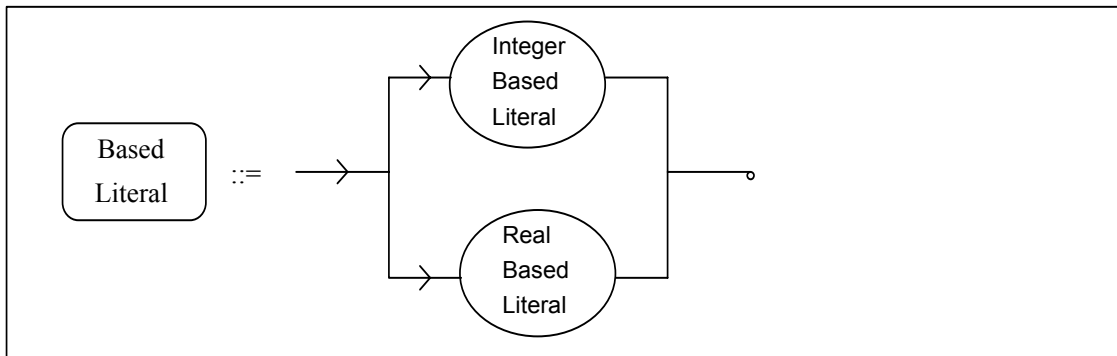 Based
Literal
::=
Integer
Based
Literal
Real
Based
Literal